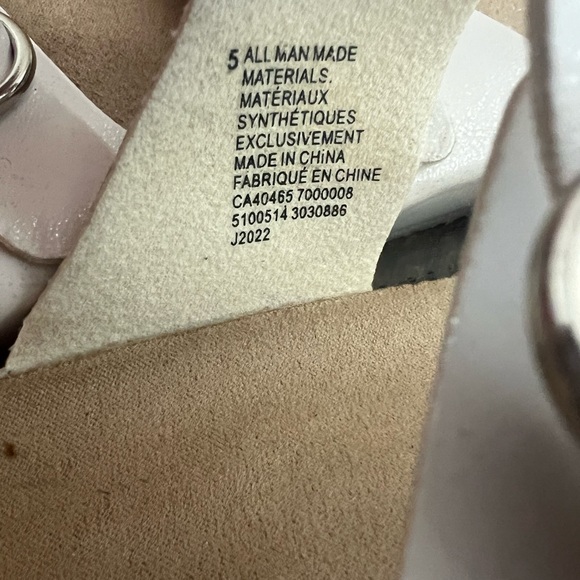 5 ALL MAN MADE
MATERIALS.
MATÉRIAUX
SYNTHÉTIQUES
EXCLUSIVEMENT
MADE IN CHINA
FABRIQUÉ EN CHINE
CA40465 7000008
5100514 3030886
J2022